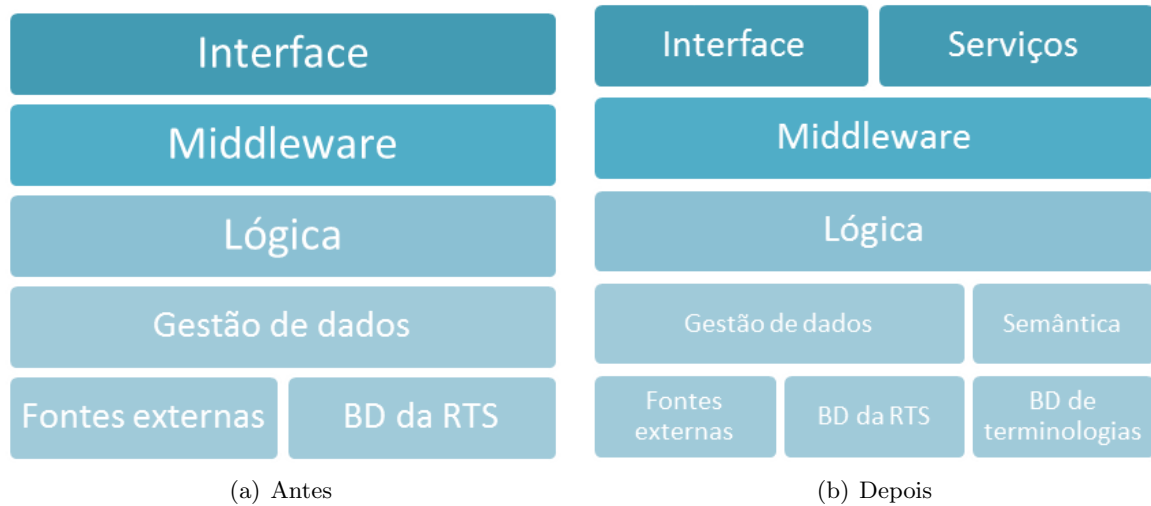 Interface
Middleware
Lógica
Gestão de dados
Fontes externas
BD da RTS
(a) Antes
Interface
Serviços
Middleware
Lógica
Gestão de dados
Semântica
Fontes
externas
BD da RTS
BD de
terminologias
(b) Depois